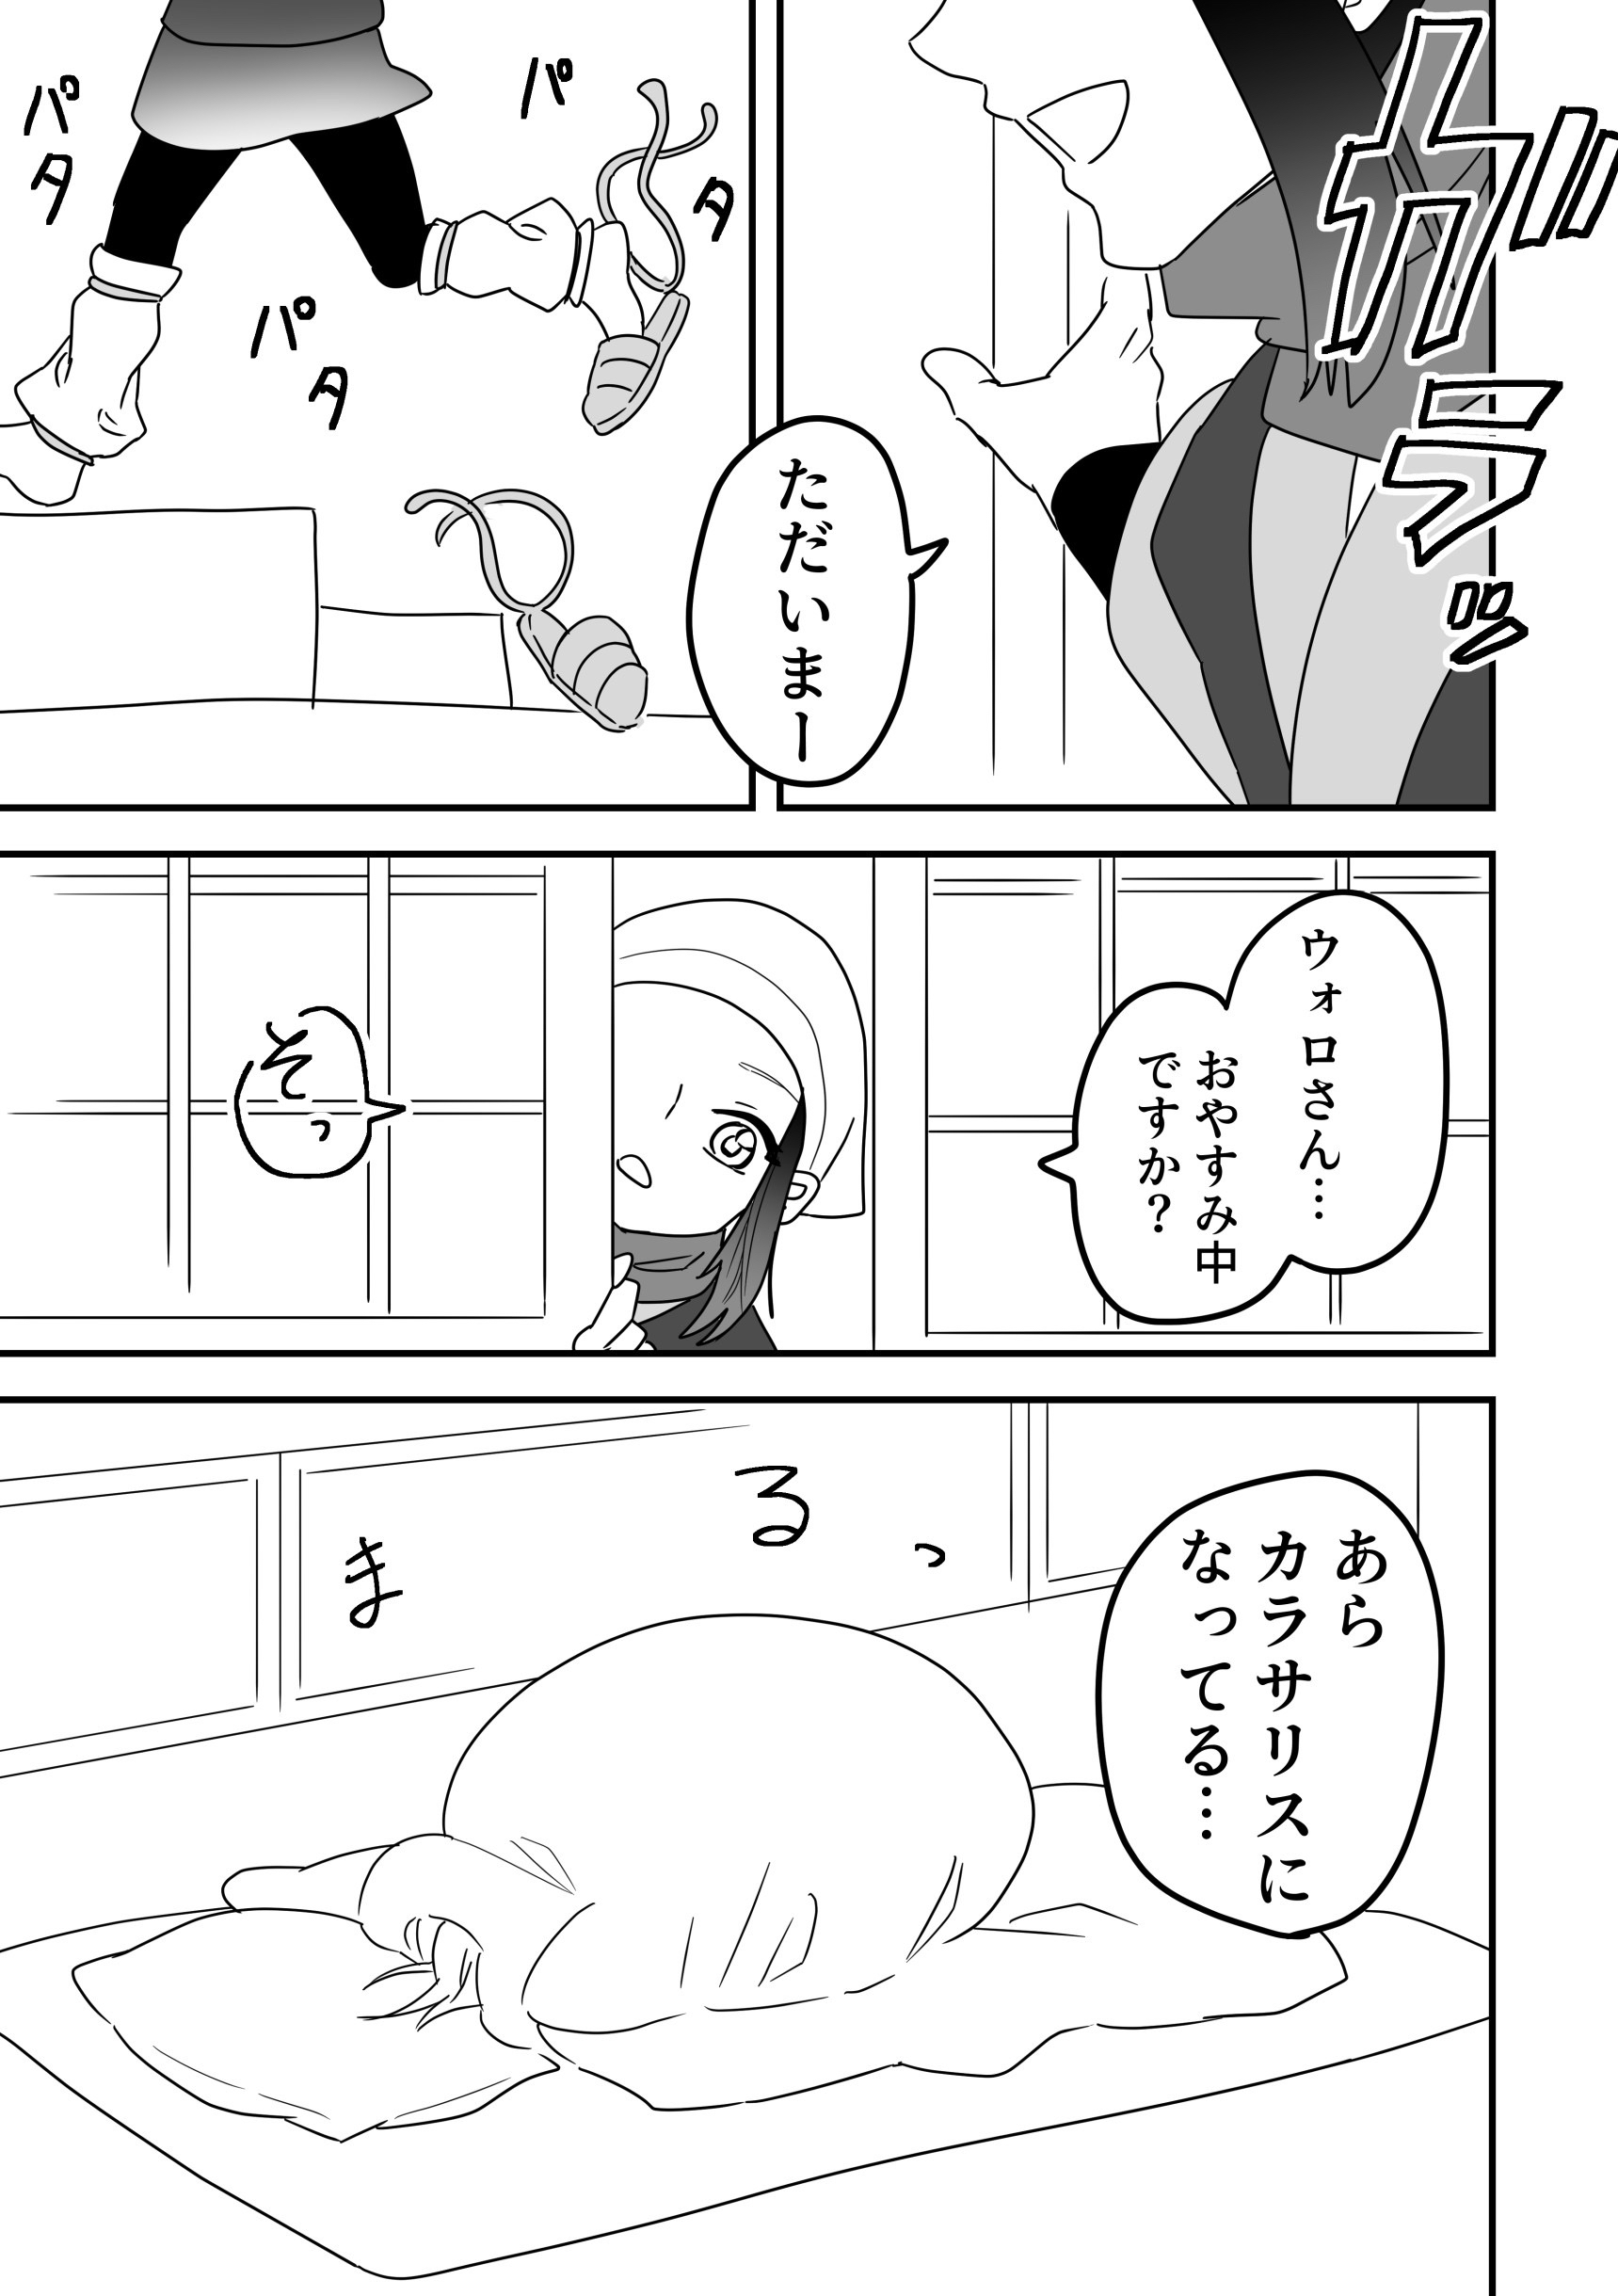 ガ
ラッ
ただいまー
パ
タ
パ
タ
パ
タ
ウォロさん…
おやすみ中
ですか?
そっ
あら
カラサリスに
なってる……
まるっ